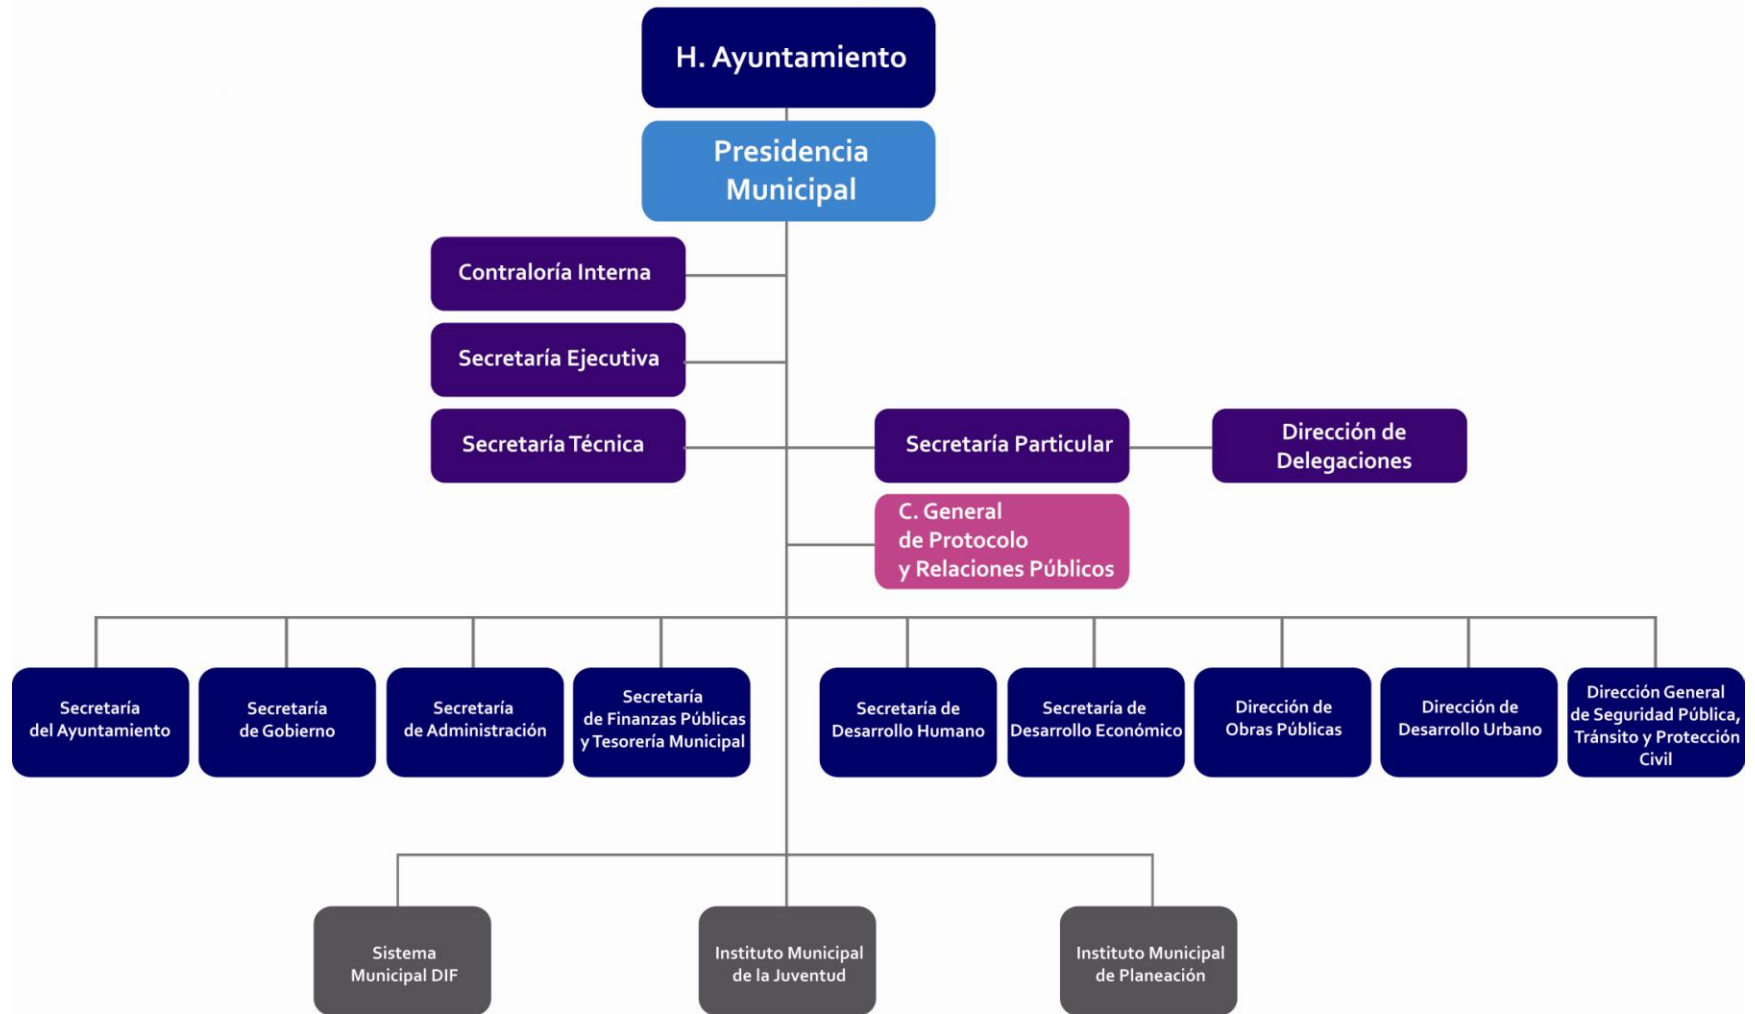 H. Ayuntamiento
Presidencia
Municipal
Contraloría Interna
Secretaría Ejecutiva
Secretaría Técnica
Secretaría Particular
Dirección de
Delegaciones
C. General
de Protocolo
y Relaciones Públicos
Secretaría
del Ayuntamiento
Secretaría
de Gobierno
Secretaría
de Administración
Secretaría
de Finanzas Públicas
y Tesorería Municipal
Secretaría de
Desarrollo Humano
Secretaría de
Desarrollo Económico
Dirección de
Obras Públicas
Dirección de
Desarrollo Urbano
Dirección General
de Seguridad Pública,
Tránsito y Protección
Civil
Sistema
Municipal DIF
Instituto Municipal
de la Juventud
Instituto Municipal
de Planeación